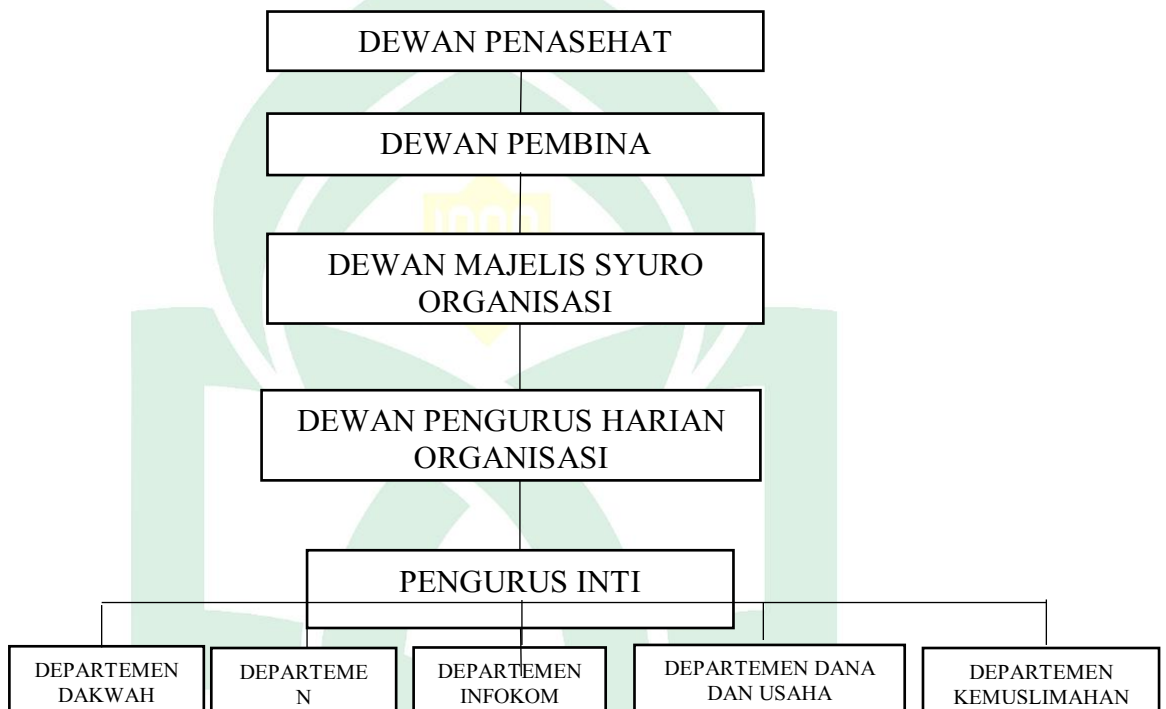 DEWAN PENASEHAT
DEWAN PEMBINA
1000
DEWAN MAJELIS SYURO
ORGANISASI
DEWAN PENGURUS HARIAN
ORGANISASI
PENGURUS INTI
DEPARTEMEN
DAKWAH
DEPARTEME
N
DEPARTEMEN
INFOKOM
DEPARTEMEN DANA
DAN USAHA
DEPARTEMEN
KEMUSLIMAHAN